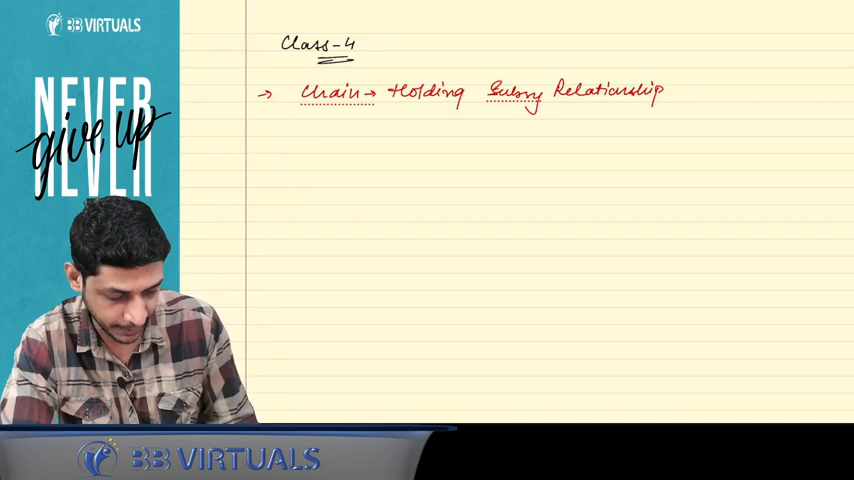 BB VIRTUALS
NEVER
give up
NEVER
Class-4
→ Chain → Holding Subsy Relationship
BB VIRTUALS